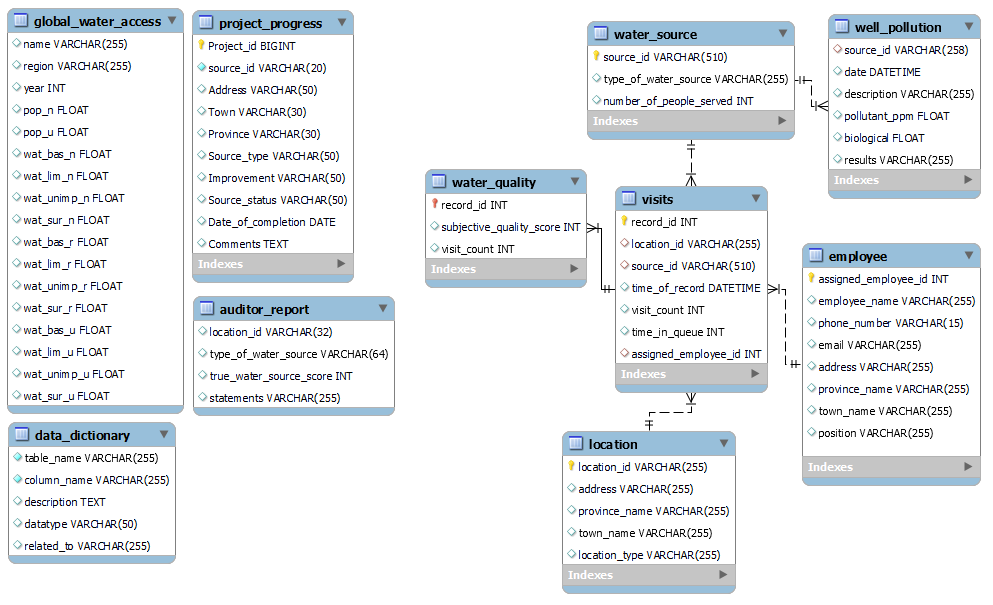 global_water_access
name VARCHAR(255)
region VARCHAR(255)
year INT
pop_n FLOAT
pop_u FLOAT
wat_bas_n FLOAT
wat_lim_n FLOAT
wat_unimp_n FLOAT
wat_sur_n FLOAT
wat_bas_r FLOAT
wat_lim_r FLOAT
wat_unimp_r FLOAT
wat_sur_r FLOAT
wat_bas_u FLOAT
wat_lim_u FLOAT
wat_unimp_u FLOAT
wat_sur_u FLOAT
data_dictionary
table_name VARCHAR(255)
column_name VARCHAR(255)
description TEXT
datatype VARCHAR(50)
related_to VARCHAR(255)
project_progress
Project_id BIGINT
source_id VARCHAR(20)
Address VARCHAR(50)
Town VARCHAR(30)
Province VARCHAR(30)
Source_type VARCHAR(50)
Improvement VARCHAR(50)
Source_status VARCHAR(50)
Date_of_completion DATE
Comments TEXT
Indexes
auditor_report
location_id VARCHAR(32)
type_of_water_source VARCHAR(64)
true_water_source_score INT
statements VARCHAR(255)
water_quality
record_id INT
subjective_quality_score INT
visit_count INT
Indexes
water_source
source_id VARCHAR(510)
type_of_water_source VARCHAR(255)
number_of_people_served INT
Indexes
visits
record_id INT
location_id VARCHAR(255)
source_id VARCHAR(510)
time_of_record DATETIME
visit_count INT
time_in_queue INT
assigned_employee_id INT
Indexes
location
location_id VARCHAR(255)
address VARCHAR(255)
province_name VARCHAR(255)
town_name VARCHAR(255)
location_type VARCHAR(255)
Indexes
well_pollution
source_id VARCHAR(258)
date DATETIME
description VARCHAR(255)
pollutant_ppm FLOAT
biological FLOAT
results VARCHAR(255)
Indexes
employee
assigned_employee_id INT
employee_name VARCHAR(255)
phone_number VARCHAR(15)
email VARCHAR(255)
address VARCHAR(255)
province_name VARCHAR(255)
town_name VARCHAR(255)
position VARCHAR(255)
Indexes